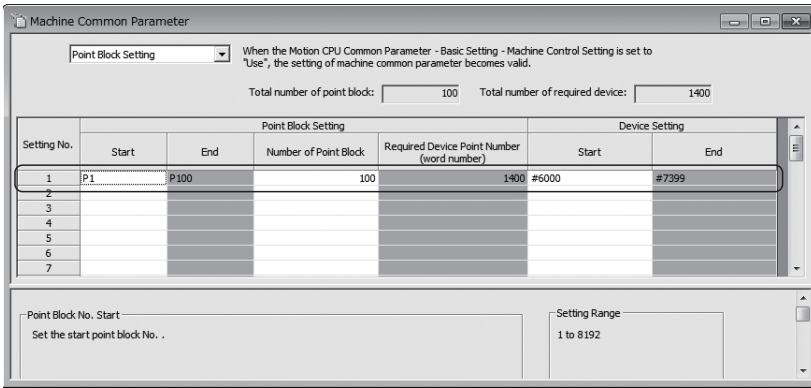 Machine Common Parameter
Point Block Setting
When the Motion CPU Common Parameter - Basic Setting - Machine Control Setting is set to
"Use", the setting of machine common parameter becomes valid.
Total number of point block: 100 Total number of required device: 1400
Setting No. Point Block Setting Device Setting
Start End Number of Point Block Required Device Point Number
(word number) Start End
1 P1 P100 100 1400 #6000 #7399
2
3
4
5
6
7
Point Block No. Start
Set the start point block No. .
Setting Range
1 to 8192